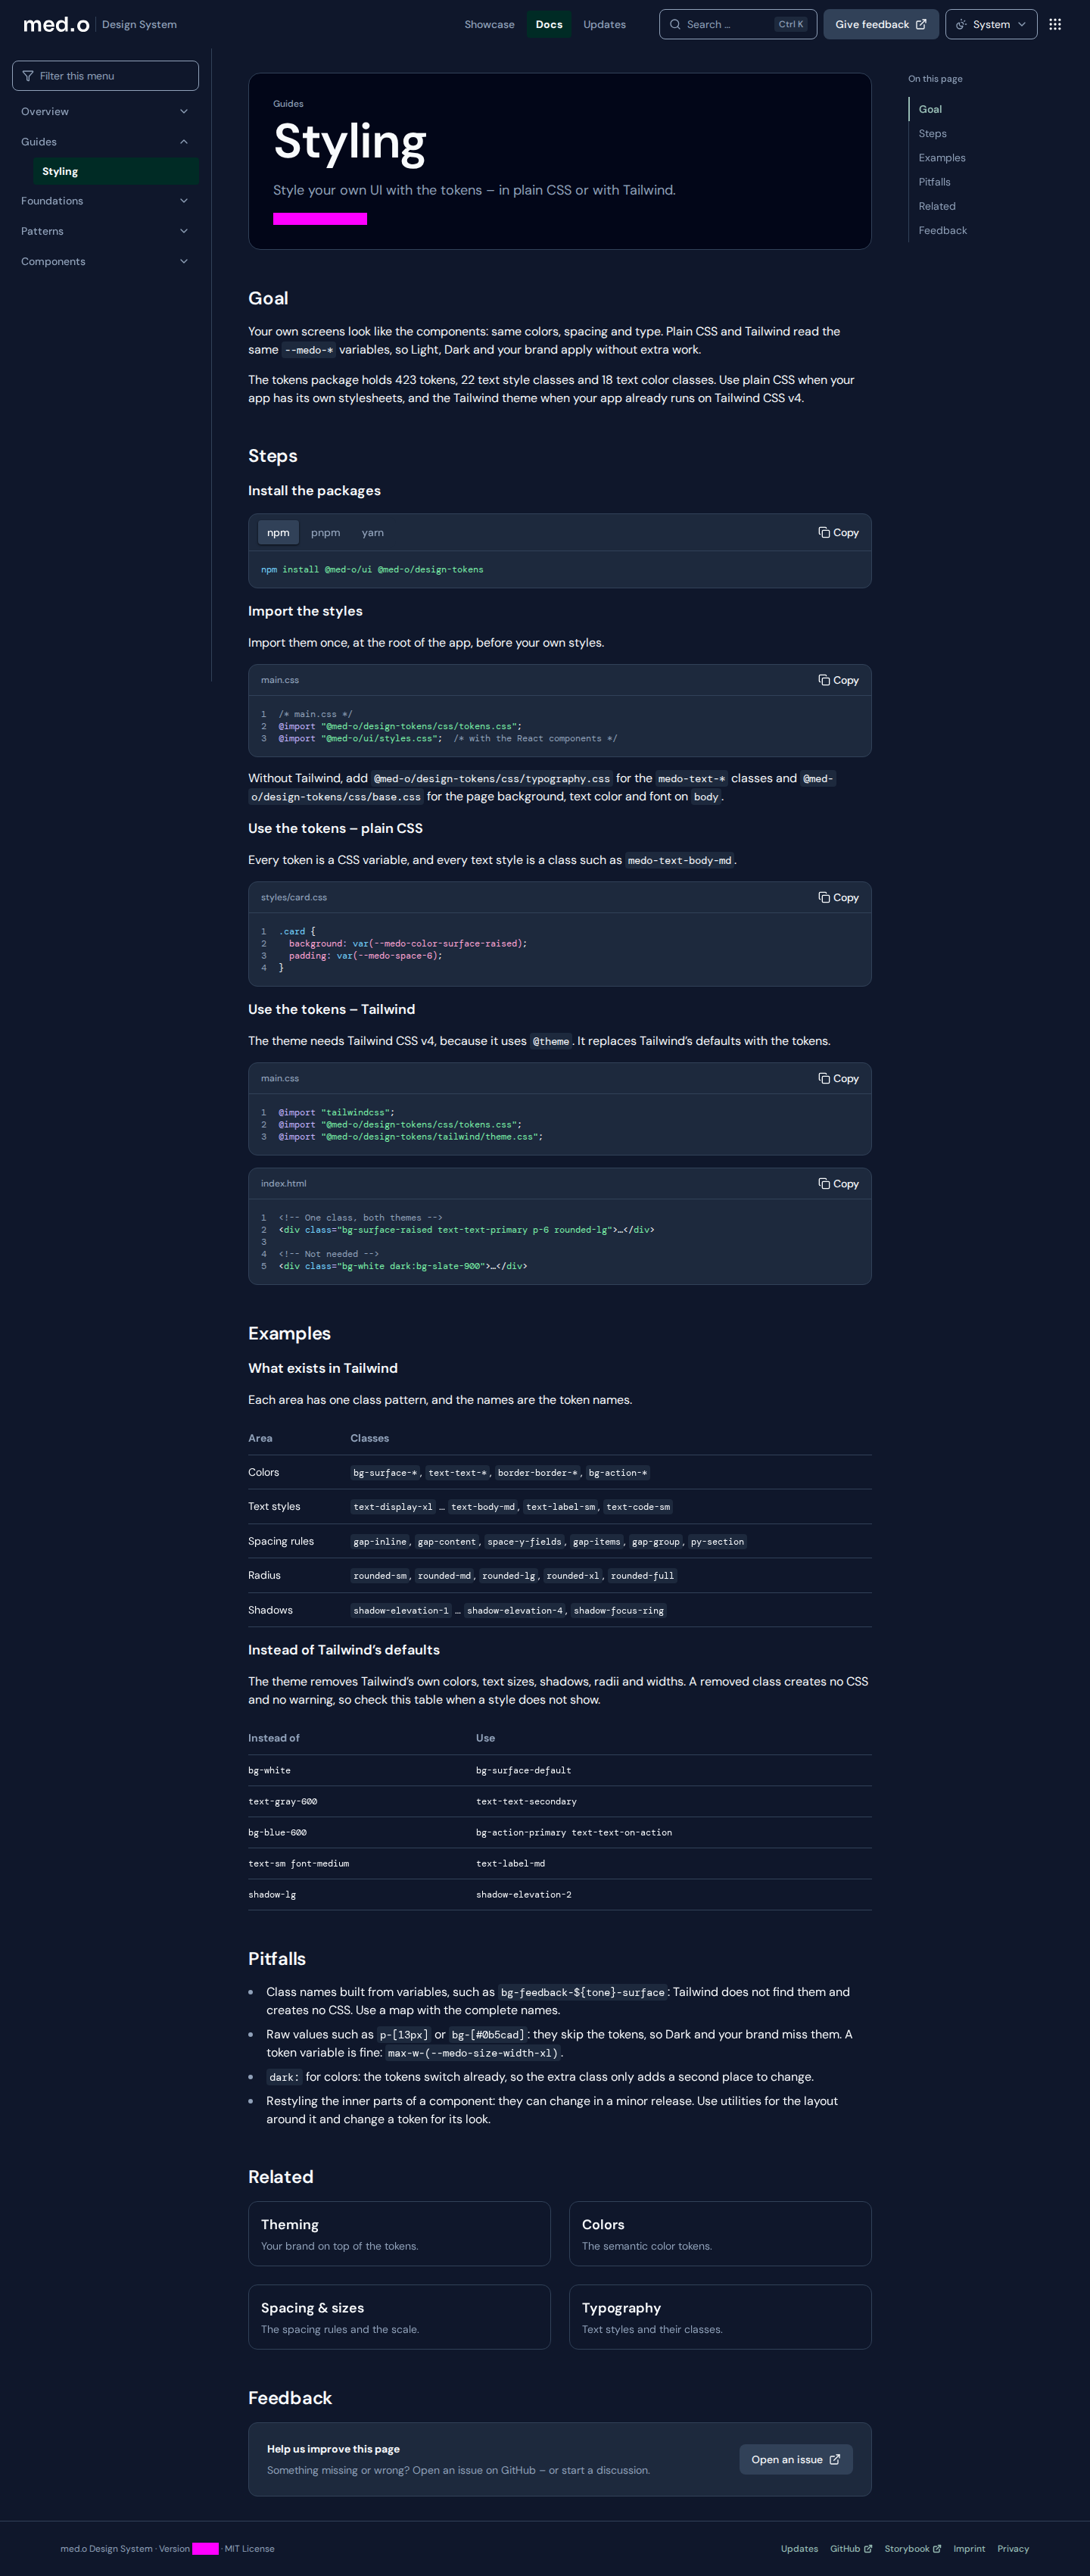 med.o Design System
Showcase Docs Updates
Search ... Ctrl K
Give feedback
System
Filter this menu
Overview
Guides
Styling
Foundations
Patterns
Components
Guides
Styling
Style your own UI with the tokens – in plain CSS or with Tailwind.
On this page
Goal
Steps
Examples
Pitfalls
Related
Feedback
Goal
Your own screens look like the components: same colors, spacing and type. Plain CSS and Tailwind read the
same --medo-* variables, so Light, Dark and your brand apply without extra work.
The tokens package holds 423 tokens, 22 text style classes and 18 text color classes. Use plain CSS when your
app has its own stylesheets, and the Tailwind theme when your app already runs on Tailwind CSS v4.
Steps
Install the packages
npm pnpm yarn Copy
npm install @med-o/ui @med-o/design-tokens
Import the styles
Import them once, at the root of the app, before your own styles.
main.css Copy
1 /* main.css */
2 @import "@med-o/design-tokens/css/tokens.css";
3 @import "@med-o/ui/styles.css"; /* with the React components */
Without Tailwind, add @med-o/design-tokens/css/typography.css for the medo-text-* classes and @med-
o/design-tokens/css/base.css for the page background, text color and font on body.
Use the tokens – plain CSS
Every token is a CSS variable, and every text style is a class such as medo-text-body-md.
styles/card.css Copy
1 .card {
2 background: var(--medo-color-surface-raised);
3 padding: var(--medo-space-6);
4 }
Use the tokens – Tailwind
The theme needs Tailwind CSS v4, because it uses @theme. It replaces Tailwind’s defaults with the tokens.
main.css Copy
1 @import "tailwindcss";
2 @import "@med-o/design-tokens/css/tokens.css";
3 @import "@med-o/design-tokens/tailwind/theme.css";
index.html Copy
1 <!-- One class, both themes -->
2 <div class="bg-surface-raised text-text-primary p-6 rounded-lg">…</div>
3
4 <!-- Not needed -->
5 <div class="bg-white dark:bg-slate-900">…</div>
Examples
What exists in Tailwind
Each area has one class pattern, and the names are the token names.
Area Classes
Colors bg-surface-*, text-text-*, border-border-*, bg-action-*
Text styles text-display-xl … text-body-md, text-label-sm, text-code-sm
Spacing rules gap-inline, gap-content, space-y-fields, gap-items, gap-group, py-section
Radius rounded-sm, rounded-md, rounded-lg, rounded-xl, rounded-full
Shadows shadow-elevation-1 … shadow-elevation-4, shadow-focus-ring
Instead of Tailwind’s defaults
The theme removes Tailwind’s own colors, text sizes, shadows, radii and widths. A removed class creates no CSS
and no warning, so check this table when a style does not show.
Instead of Use
bg-white bg-surface-default
text-gray-600 text-text-secondary
bg-blue-600 bg-action-primary text-text-on-action
text-sm font-medium text-label-md
shadow-lg shadow-elevation-2
Pitfalls
Class names built from variables, such as bg-feedback-${tone}-surface: Tailwind does not find them and
creates no CSS. Use a map with the complete names.
Raw values such as p-[13px] or bg-[#0b5cad]: they skip the tokens, so Dark and your brand miss them. A
token variable is fine: max-w-(--medo-size-width-xl).
dark: for colors: the tokens switch already, so the extra class only adds a second place to change.
Restyling the inner parts of a component: they can change in a minor release. Use utilities for the layout
around it and change a token for its look.
Related
Theming
Your brand on top of the tokens.
Colors
The semantic color tokens.
Spacing & sizes
The spacing rules and the scale.
Typography
Text styles and their classes.
Feedback
Help us improve this page
Something missing or wrong? Open an issue on GitHub – or start a discussion.
Open an issue
med.o Design System · Version · MIT License
Updates GitHub Storybook Imprint Privacy